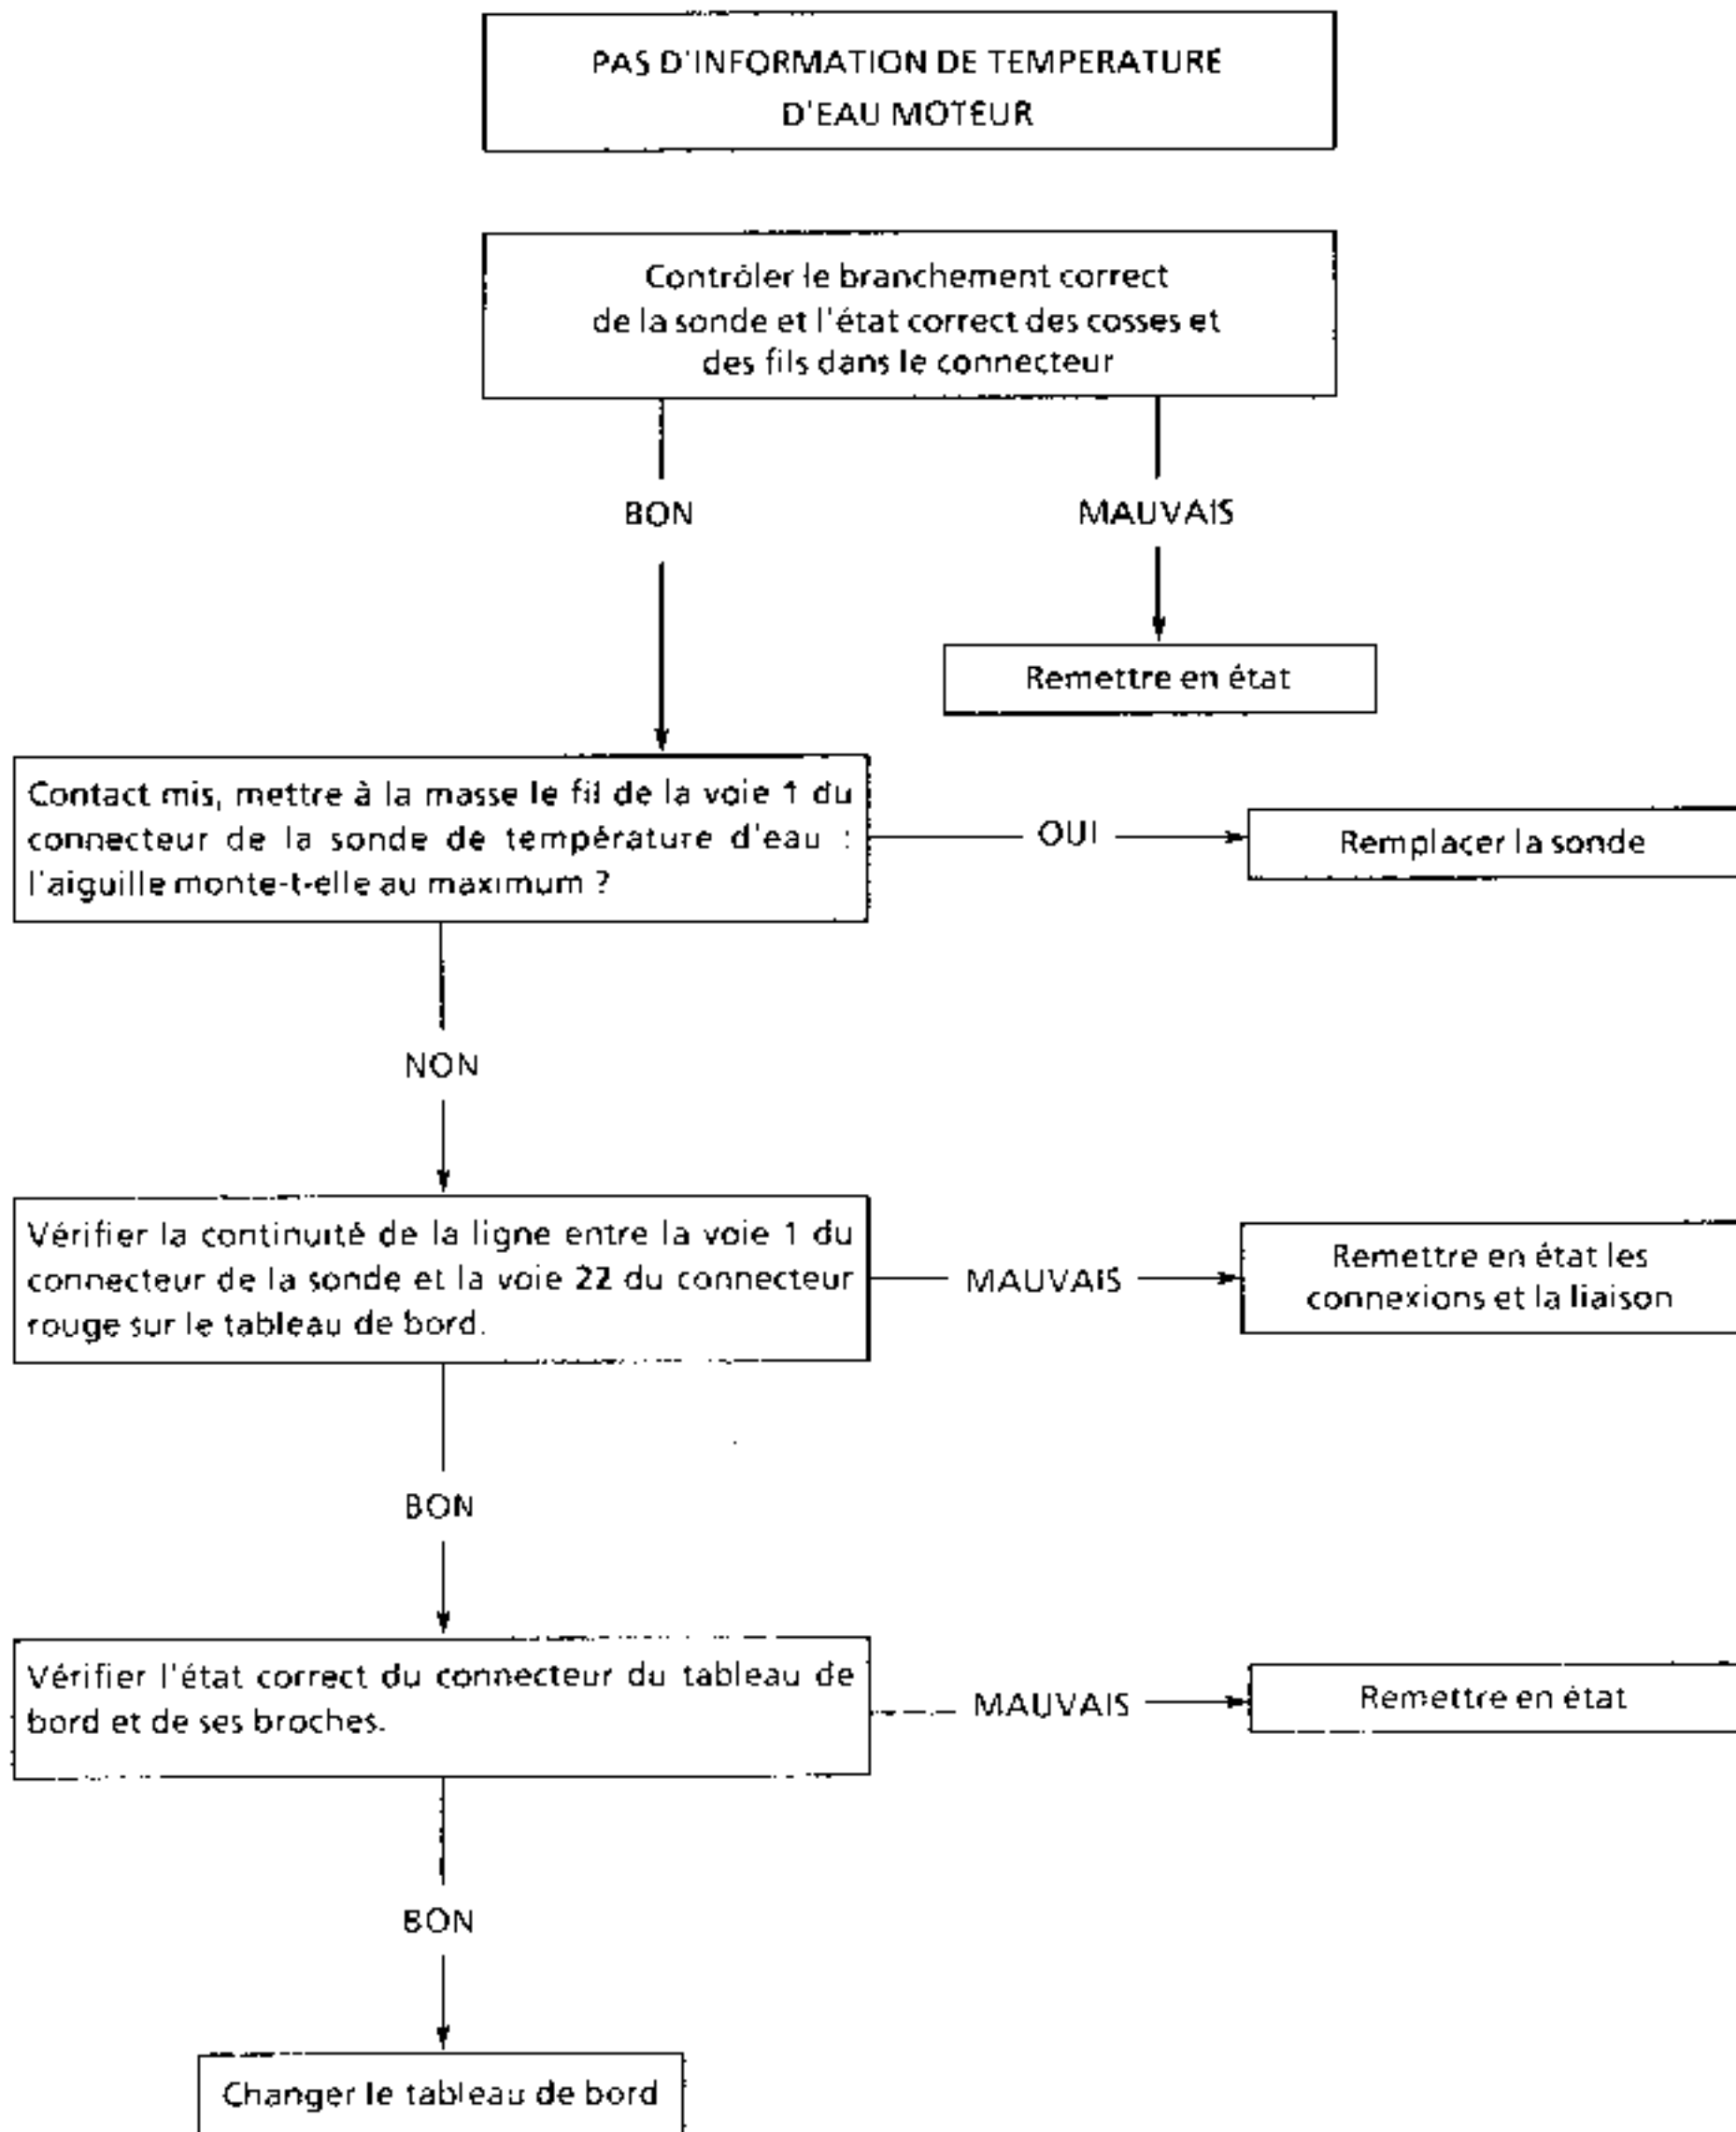 PAS D'INFORMATION DE TEMPERATURE
D'EAU MOTEUR
Contrôler le branchement correct
de la sonde et l'état correct des cosses et
des fils dans le connecteur
BON
MAUVAIS
Remettre en état
Contact mis, mettre à la masse le fil de la voie 1 du
connecteur de la sonde de température d'eau :
l'aiguille monte-t-elle au maximum ?
OUI
Remplacer la sonde
NON
Vérifier la continuité de la ligne entre la voie 1 du
connecteur de la sonde et la voie 22 du connecteur
rouge sur le tableau de bord.
MAUVAIS
Remettre en état les
connexions et la liaison
BON
Vérifier l'état correct du connecteur du tableau de
bord et de ses broches.
MAUVAIS
Remettre en état
BON
Changer le tableau de bord